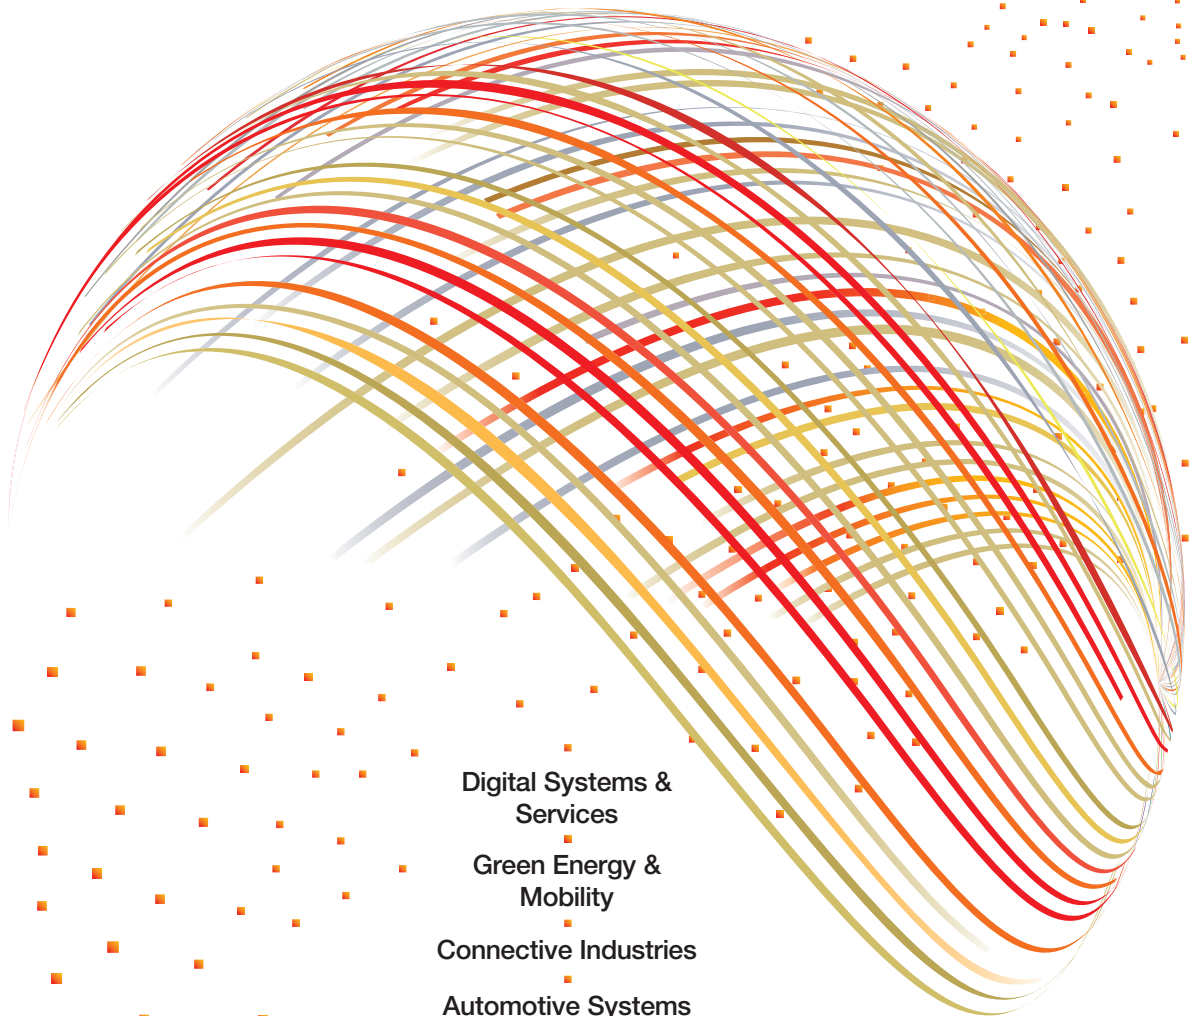 Digital Systems &
Services
Green Energy &
Mobility
Connective Industries
Automotive Systems